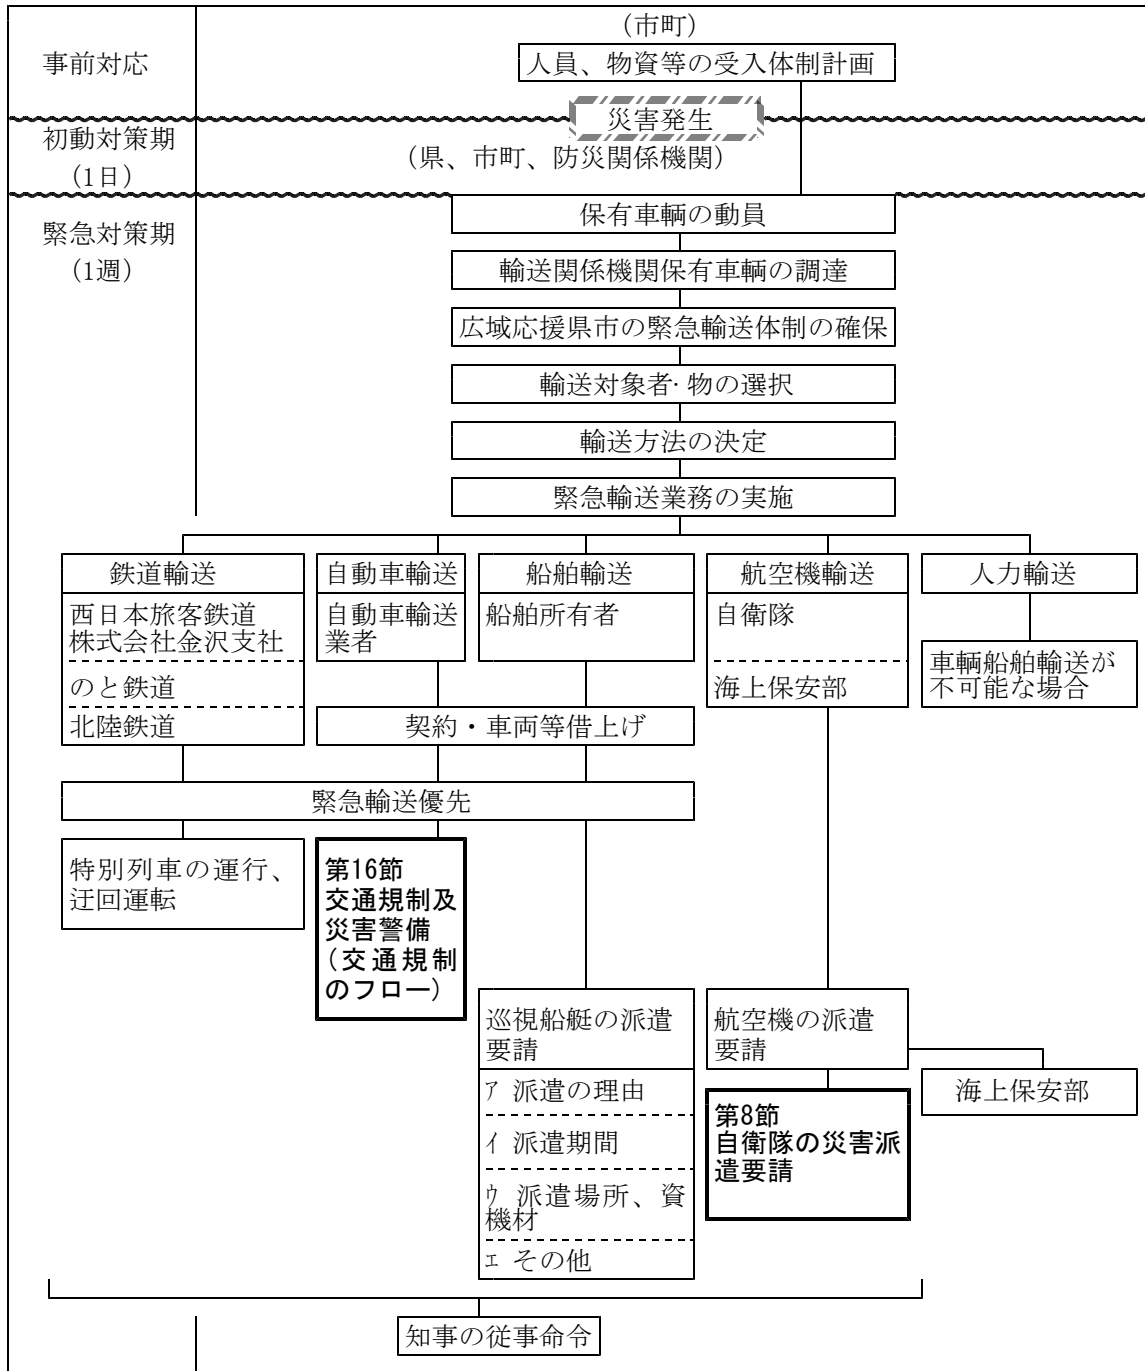 (市町)
事前対応
人員、物資等の受入体制計画
災害発生
初動対策期
(1日)
(県、市町、防災関係機関)
保有車輌の動員
緊急対策期
(1週)
輸送関係機関保有車輌の調達
広域応援県市の緊急輸送体制の確保
輸送対象者・物の選択
輸送方法の決定
緊急輸送業務の実施
鉄道輸送
西日本旅客鉄道
株式会社金沢支社
のと鉄道
北陸鉄道
自動車輸送
自動車輸送
業者
船舶輸送
船舶所有者
航空機輸送
自衛隊
海上保安部
人力輸送
車輌船舶輸送が
不可能な場合
契約・車両等借上げ
緊急輸送優先
特別列車の運行、
迂回運転
第16節
交通規制及
災害警備
(交通規制
のフロー)
巡視船艇の派遣
要請
ア 派遣の理由
イ 派遣期間
ウ 派遣場所、資
機材
エ その他
航空機の派遣
要請
海上保安部
第8節
自衛隊の災害派
遣要請
知事の従事命令